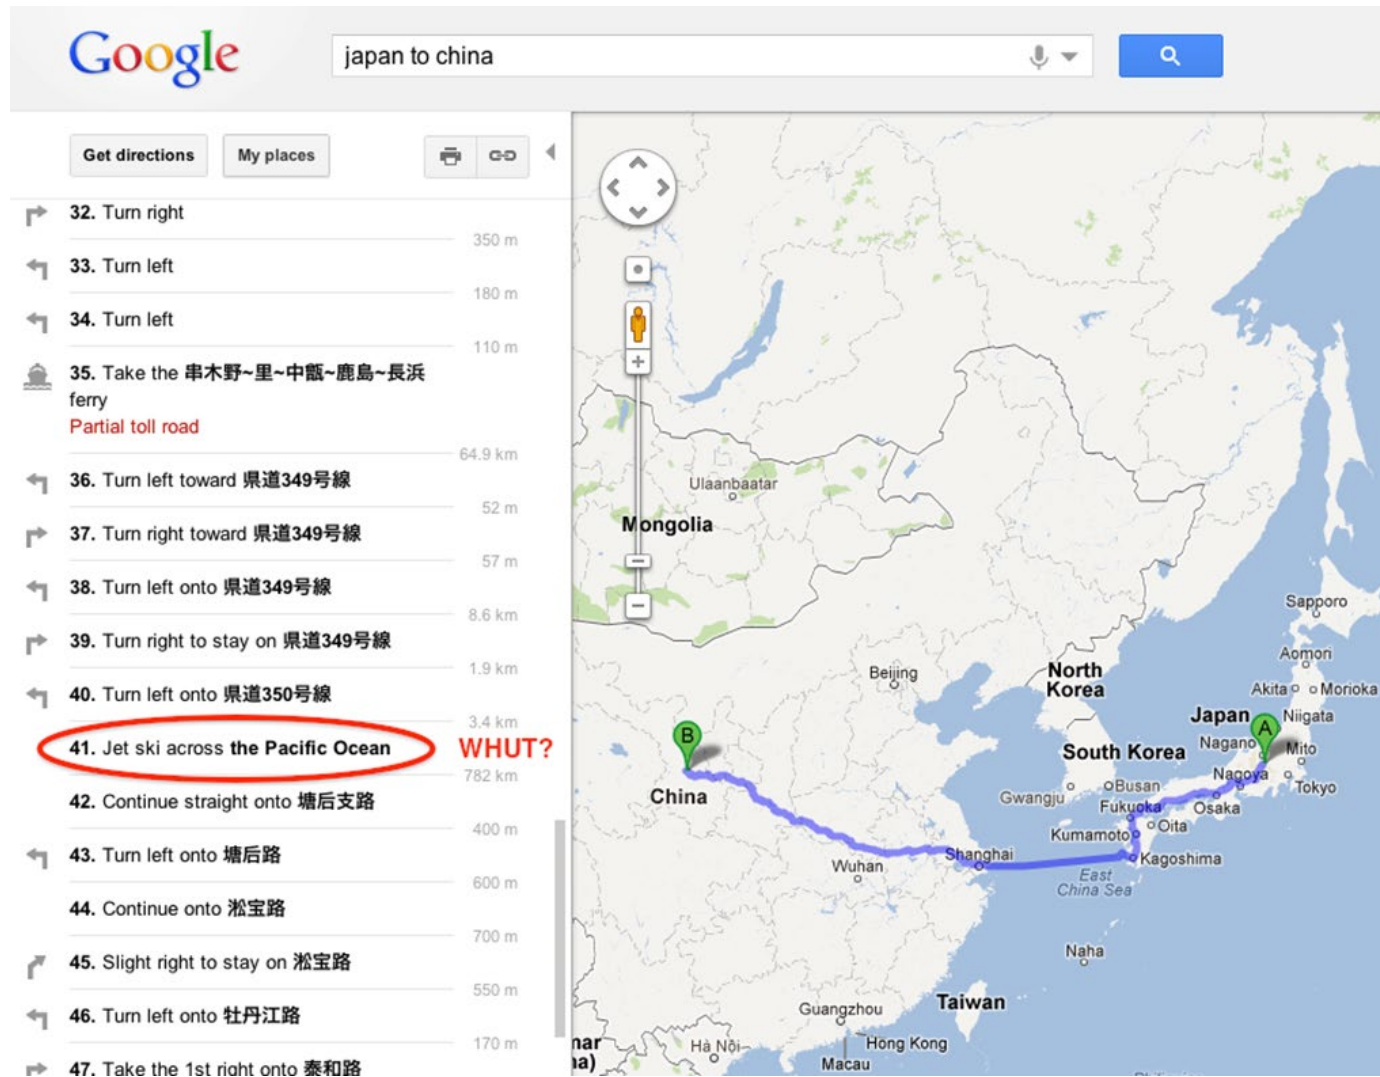 Google
japan to china
Get directions
My places
32. Turn right
350 m
33. Turn left
180 m
34. Turn left
110 m
35. Take the 串木野~里~中甑~鹿島~長浜
ferry
Partial toll road
64.9 km
36. Turn left toward 県道349号線
52 m
37. Turn right toward 県道349号線
57 m
38. Turn left onto 県道349号線
8.6 km
39. Turn right to stay on 県道349号線
1.9 km
40. Turn left onto 県道350号線
3.4 km
41. Jet ski across the Pacific Ocean
WHUT?
782 km
42. Continue straight onto 塘后支路
400 m
43. Turn left onto 塘后路
600 m
44. Continue onto 淞宝路
700 m
45. Slight right to stay on 淞宝路
550 m
46. Turn left onto 牡丹江路
170 m
47. Take the 1st right onto 泰和路
Ulaanbaatar
Mongolia
Sapporo
Aomori
Akita
Morioka
Beijing
North
Korea
Japan
Niigata
A
B
Nagano
Mito
South Korea
Nagoya
Tokyo
China
Gwangju
Busan
Fukuoka
Osaka
Kumamoto
Oita
Shanghai
Kagoshima
Wuhan
East
China Sea
Naha
Taiwan
Guangzhou
Hà Nội
Hong Kong
Macau
nar
na)